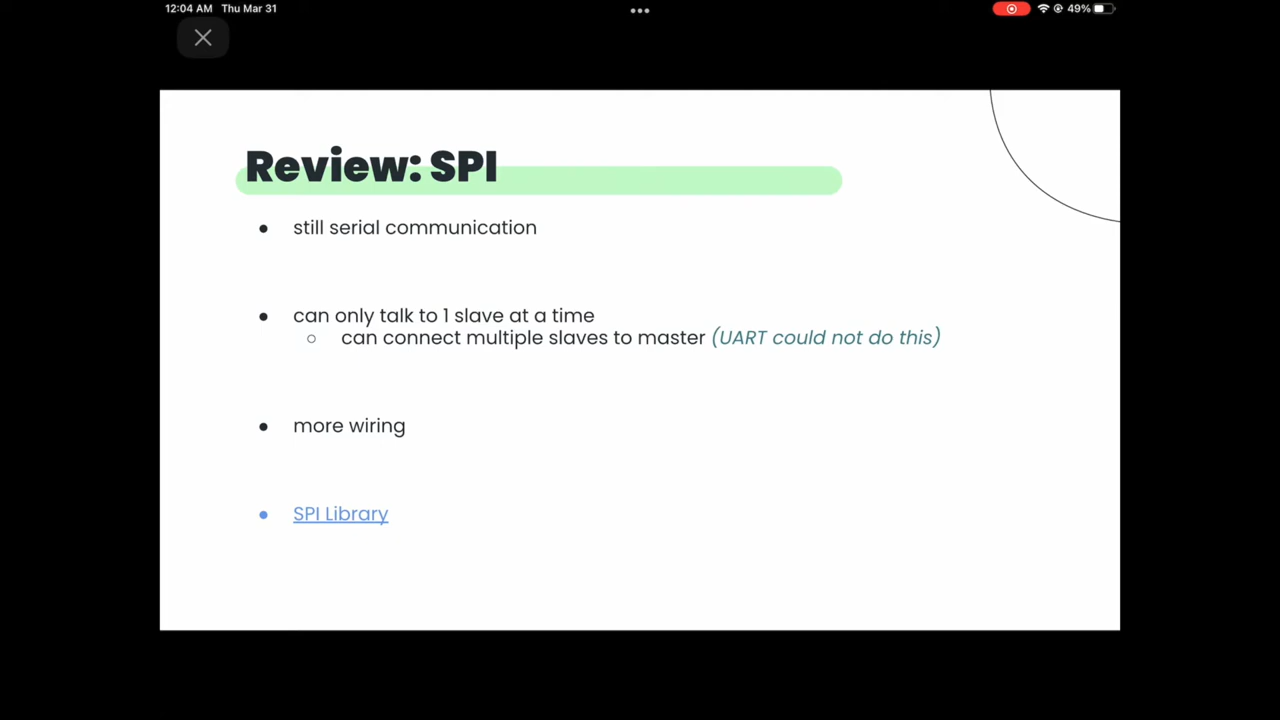 12:04 AM Thu Mar 31
49%
Review: SPI
still serial communication
can only talk to 1 slave at a time
can connect multiple slaves to master (UART could not do this)
more wiring
SPI Library